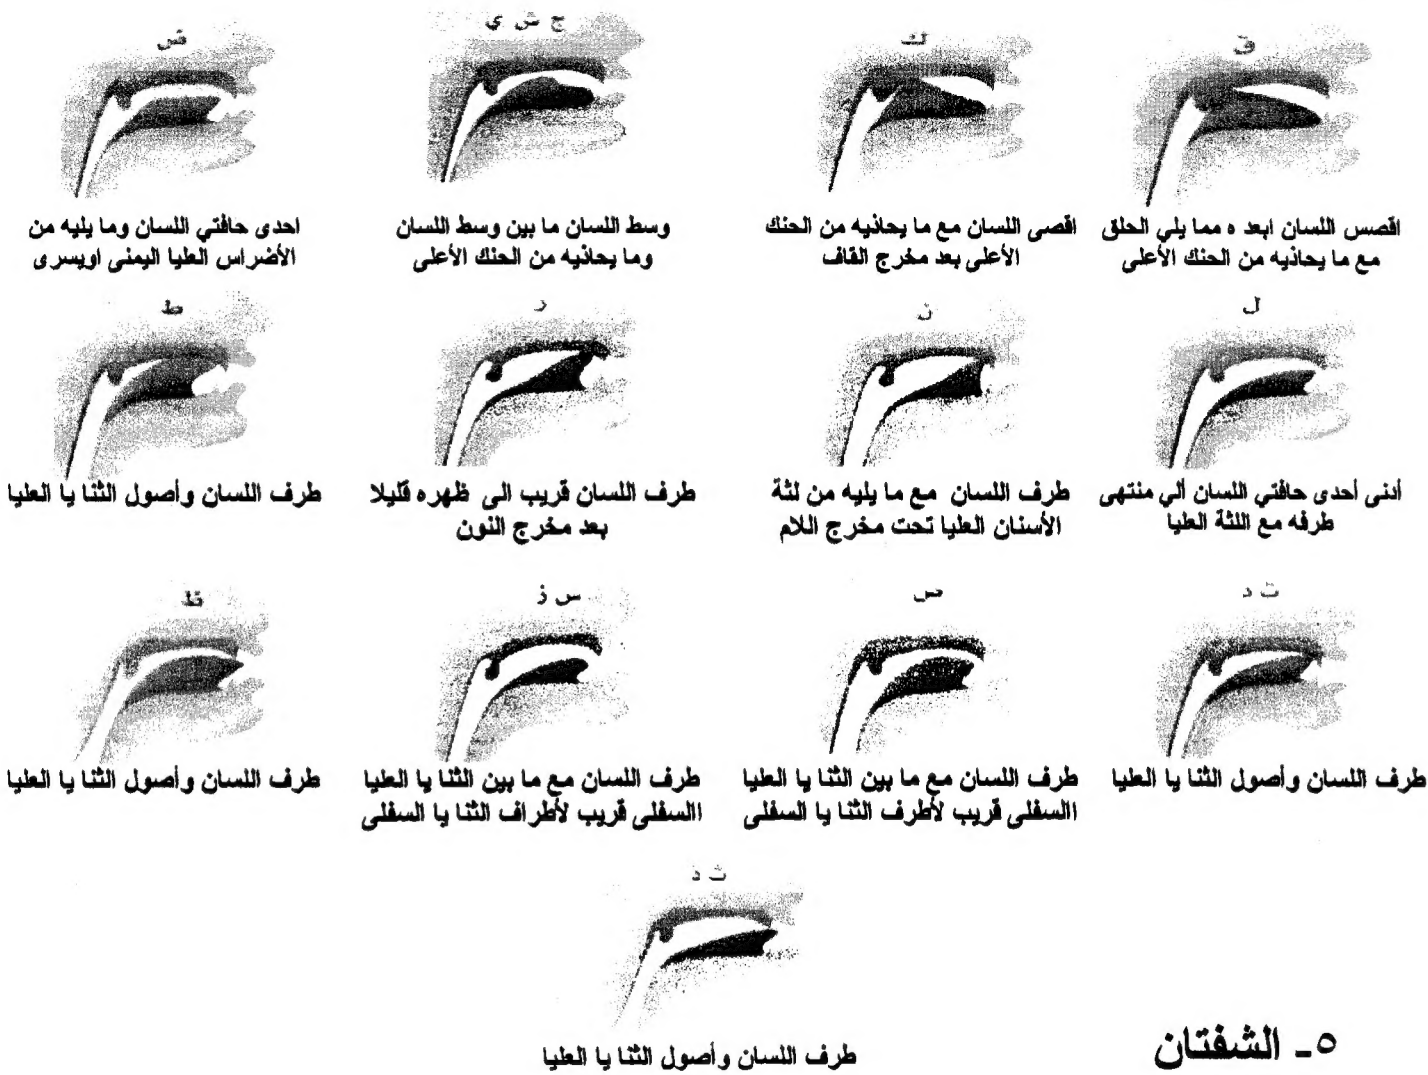 ق
اقصس اللسان ابعد ه مما يلي الحلق
مع ما يحاذيه من الحنك الأعلى
ك
اقصى اللسان مع ما يحاذيه من الحنك
الأعلى بعد مخرج القاف
ج ش ي
وسط اللسان ما بين وسط اللسان
وما يحاذيه من الحنك الأعلى
ض
احدى حافتي اللسان وما يليه من
الأضراس العليا اليمنى اويسرى
ل
أدنى أحدى حافتي اللسان ألي منتهى
طرفه مع اللثة العليا
ن
طرف اللسان مع ما يليه من لثة
الأسنان العليا تحت مخرج اللام
ر
طرف اللسان قريب الى ظهره قليلا
بعد مخرج النون
ط
طرف اللسان وأصول الثنا يا العليا
ت د
طرف اللسان وأصول الثنا يا العليا
ص
طرف اللسان مع ما بين الثنا يا العليا
االسفلى قريب لأطرف الثنا يا السفلى
س ز
طرف اللسان مع ما بين الثنا يا العليا
االسفلى قريب لأطراف الثنا يا السفلى
ظ
طرف اللسان وأصول الثنا يا العليا
ث ذ
طرف اللسان وأصول الثنا يا العليا
٥- الشفتان